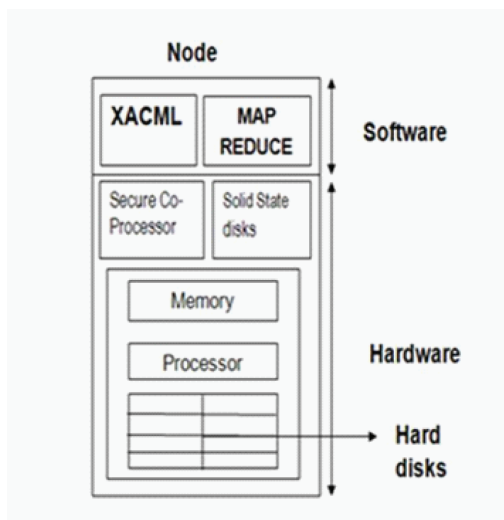 Node
XACML
MAP
REDUCE
Software
Secure Co-
Processor
Solid State
disks
Memory
Processor
Hardware
Hard
disks